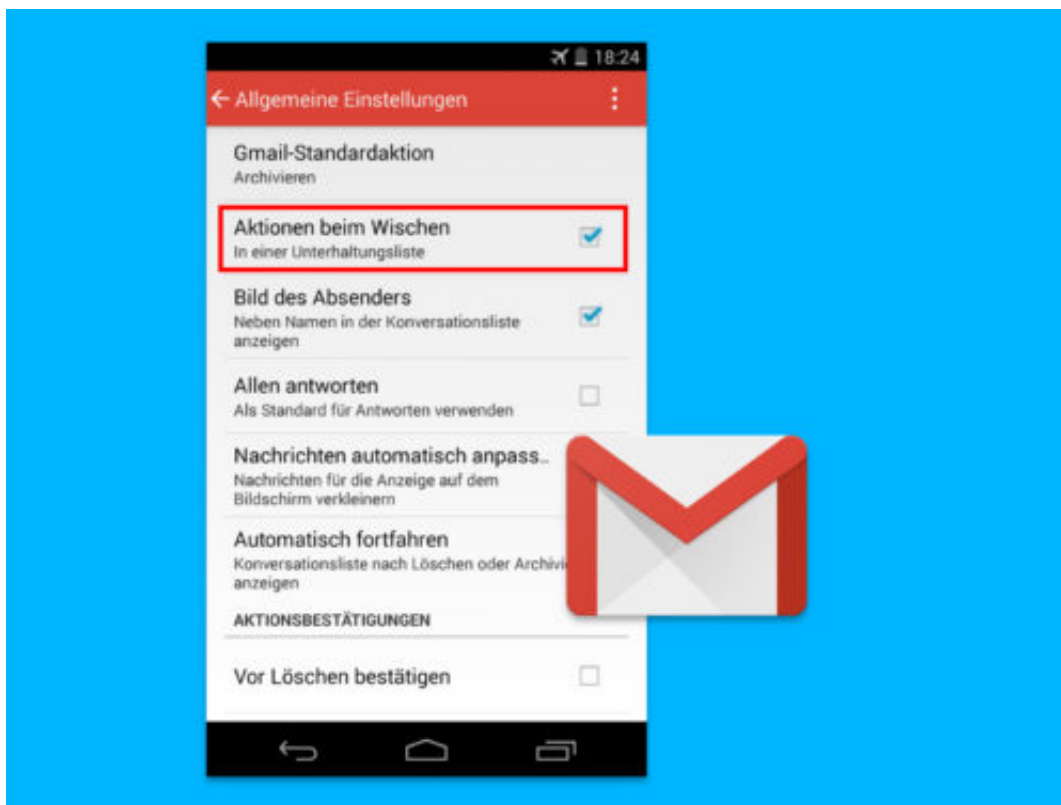 18:24
Allgemeine Einstellungen
Gmail-Standardaktion
Archivieren
Aktionen beim Wischen
In einer Unterhaltungsliste
Bild des Absenders
Neben Namen in der Konversationsliste
anzeigen
Allen antworten
Als Standard für Antworten verwenden
Nachrichten automatisch anpass..
Nachrichten für die Anzeige auf dem
Bildschirm verkleinern
Automatisch fortfahren
Konversationsliste nach Löschen oder
anzeigen
AKTIONSBESTÄTIGUNGEN
Vor Löschen bestätigen